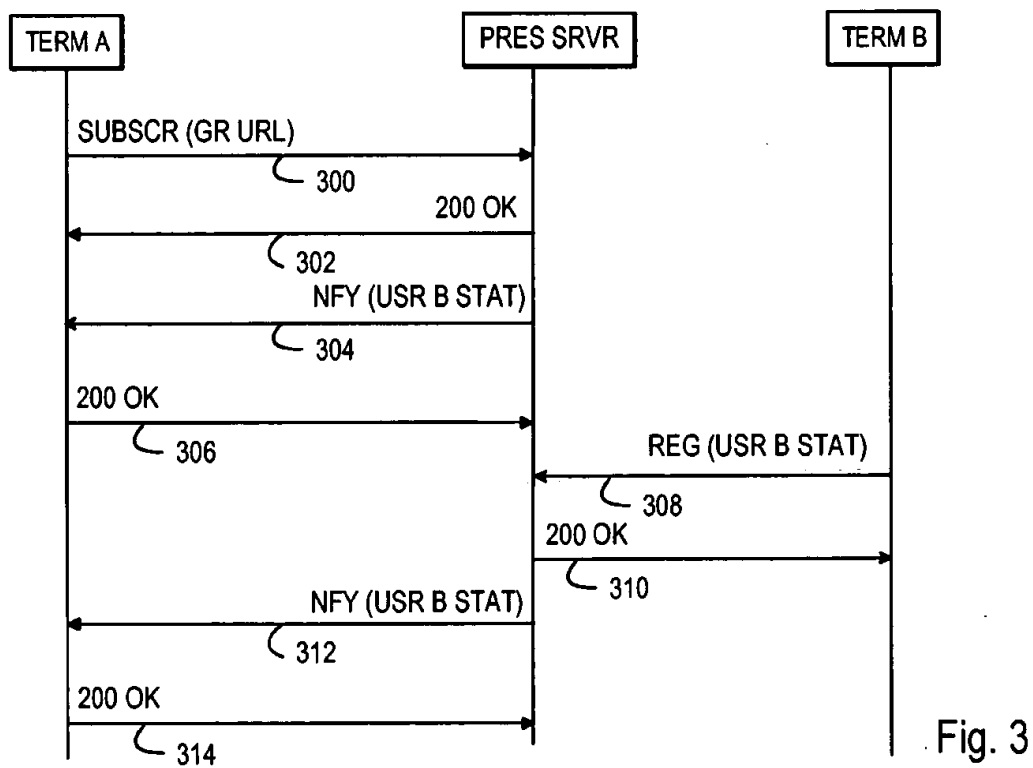 TERM A
PRES SRVR
TERM B
SUBSCR (GR URL)
300
200 OK
302
NFY (USR B STAT)
304
200 OK
306
REG (USR B STAT)
308
200 OK
310
NFY (USR B STAT)
312
200 OK
314
Fig. 3